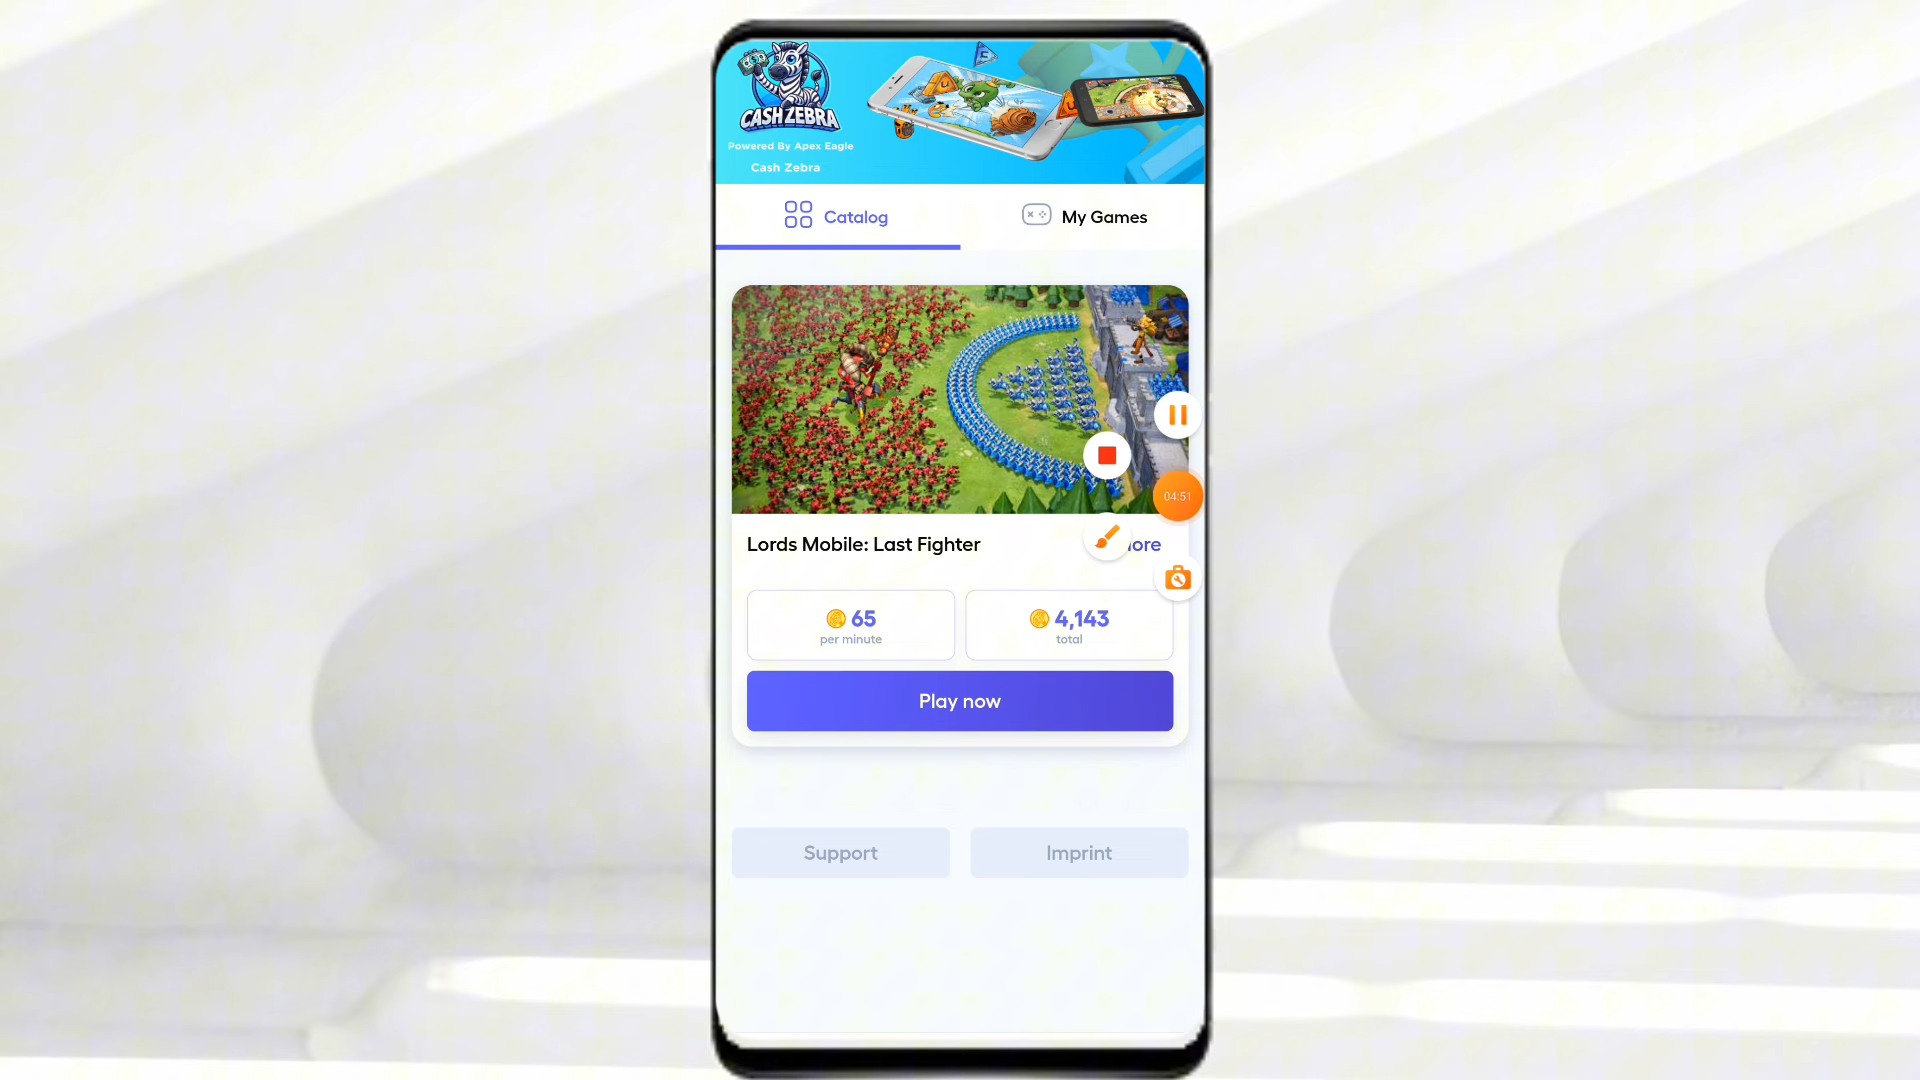 CASH ZEBRA
Powered By Apex Eagle
Cash Zebra
Catalog
My Games
04:51
Lords Mobile: Last Fighter
65
per minute
4,143
total
Play now
Support
Imprint